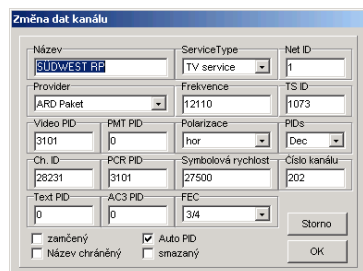 Změna dat kanálu
Název ServiceType Net ID
SÜDWEST RP TV service 1
Provider Frekvence TS ID
ARD Paket 12110 1073
Video PID PMT PID Polarizace PIDs
3101 0 hor Dec
Ch. ID PCR PID Symbolová rychlost Číslo kanálu
28231 3101 27500 202
Text PID AC3 PID FEC
0 0 3/4 Storno
zamčený Auto PID
Název chráněný smazaný OK